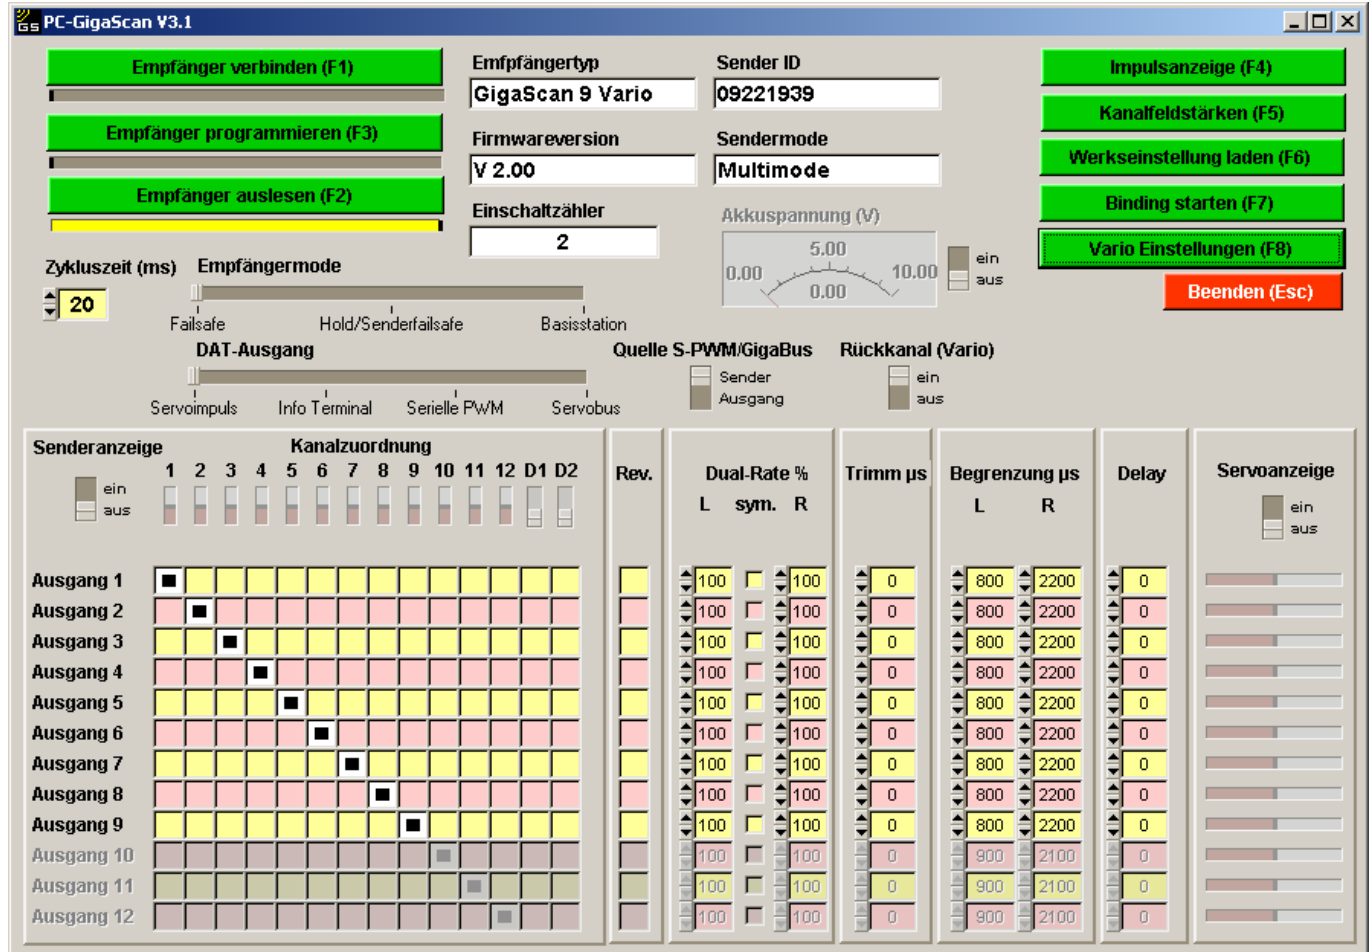 GS PC-GigaScan V3.1
Empfänger verbinden (F1)
Emfpfängertyp
Sender ID
Impulsanzeige (F4)
GigaScan 9 Vario
09221939
Kanalfeldstärken (F5)
Empfänger programmieren (F3)
Firmwareversion
Sendermode
Werkseinstellung laden (F6)
V 2.00
Multimode
Empfänger auslesen (F2)
Einschaltzähler
Akkuspannung (V)
Binding starten (F7)
2
5.00
0.00
10.00
0.00
ein
aus
Vario Einstellungen (F8)
Beenden (Esc)
Zykluszeit (ms)
Empfängermode
20
Failsafe
Hold/Senderfailsafe
Basisstation
DAT-Ausgang
Quelle S-PWM/GigaBus
Rückkanal (Vario)
Sender
Ausgang
ein
aus
Servoimpuls
Info Terminal
Serielle PWM
Servobus
Senderanzeige
ein
aus
Kanalzuordnung
1 2 3 4 5 6 7 8 9 10 11 12 D1 D2
Rev.
Dual-Rate %
L sym. R
Trimm µs
Begrenzung µs
L R
Delay
Servoanzeige
ein
aus
Ausgang 1 100 100 0 800 2200 0
Ausgang 2 100 100 0 800 2200 0
Ausgang 3 100 100 0 800 2200 0
Ausgang 4 100 100 0 800 2200 0
Ausgang 5 100 100 0 800 2200 0
Ausgang 6 100 100 0 800 2200 0
Ausgang 7 100 100 0 800 2200 0
Ausgang 8 100 100 0 800 2200 0
Ausgang 9 100 100 0 800 2200 0
Ausgang 10 100 100 0 900 2100 0
Ausgang 11 100 100 0 900 2100 0
Ausgang 12 100 100 0 900 2100 0